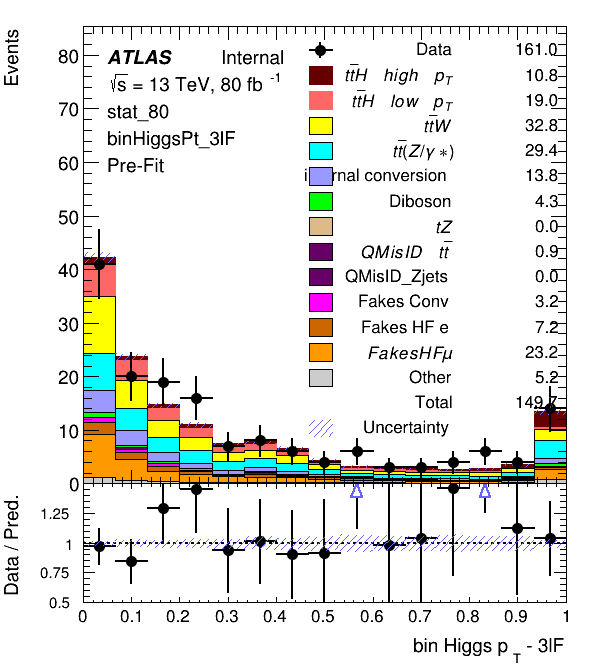 Events
ATLAS Internal
√s = 13 TeV, 80 fb -1
stat_80
binHiggsPt_3lF
Pre-Fit
Data 161.0
tt̄H high pT 10.8
tt̄H low pT 19.0
tt̄W 32.8
tt̄(Z/γ *) 29.4
internal conversion 13.8
Diboson 4.3
tZ 0.0
QMisID tt̄ 0.9
QMisID_Zjets 0.0
Fakes Conv 3.2
Fakes HF e 7.2
FakesHFμ 23.2
Other 5.2
Total 149.7
Uncertainty
80
70
60
50
40
30
20
10
0
Data / Pred.
1.25
1
0.75
0.5
0 0.1 0.2 0.3 0.4 0.5 0.6 0.7 0.8 0.9 1
bin Higgs p T - 3lF